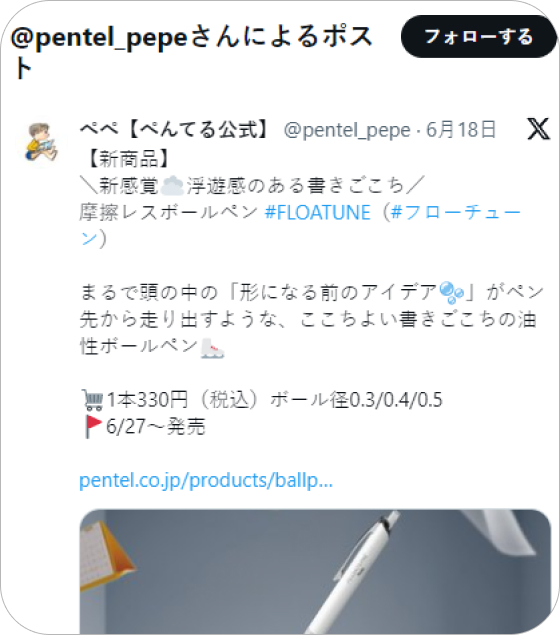 @pentel_pepeさんによるポス
ト
フォローする
ペペ【ぺんてる公式】 @pentel_pepe · 6月18日
【新商品】
＼新感覚☁️浮遊感のある書きごこち／
摩擦レスボールペン #FLOATUNE（#フローチュー
ン）
まるで頭の中の「形になる前のアイデア🫧」がペン
先から走り出すような、ここちよい書きごこちの油
性ボールペン⛸️
🛒1本330円（税込）ボール径0.3/0.4/0.5
🚩6/27～発売
pentel.co.jp/products/ballp…